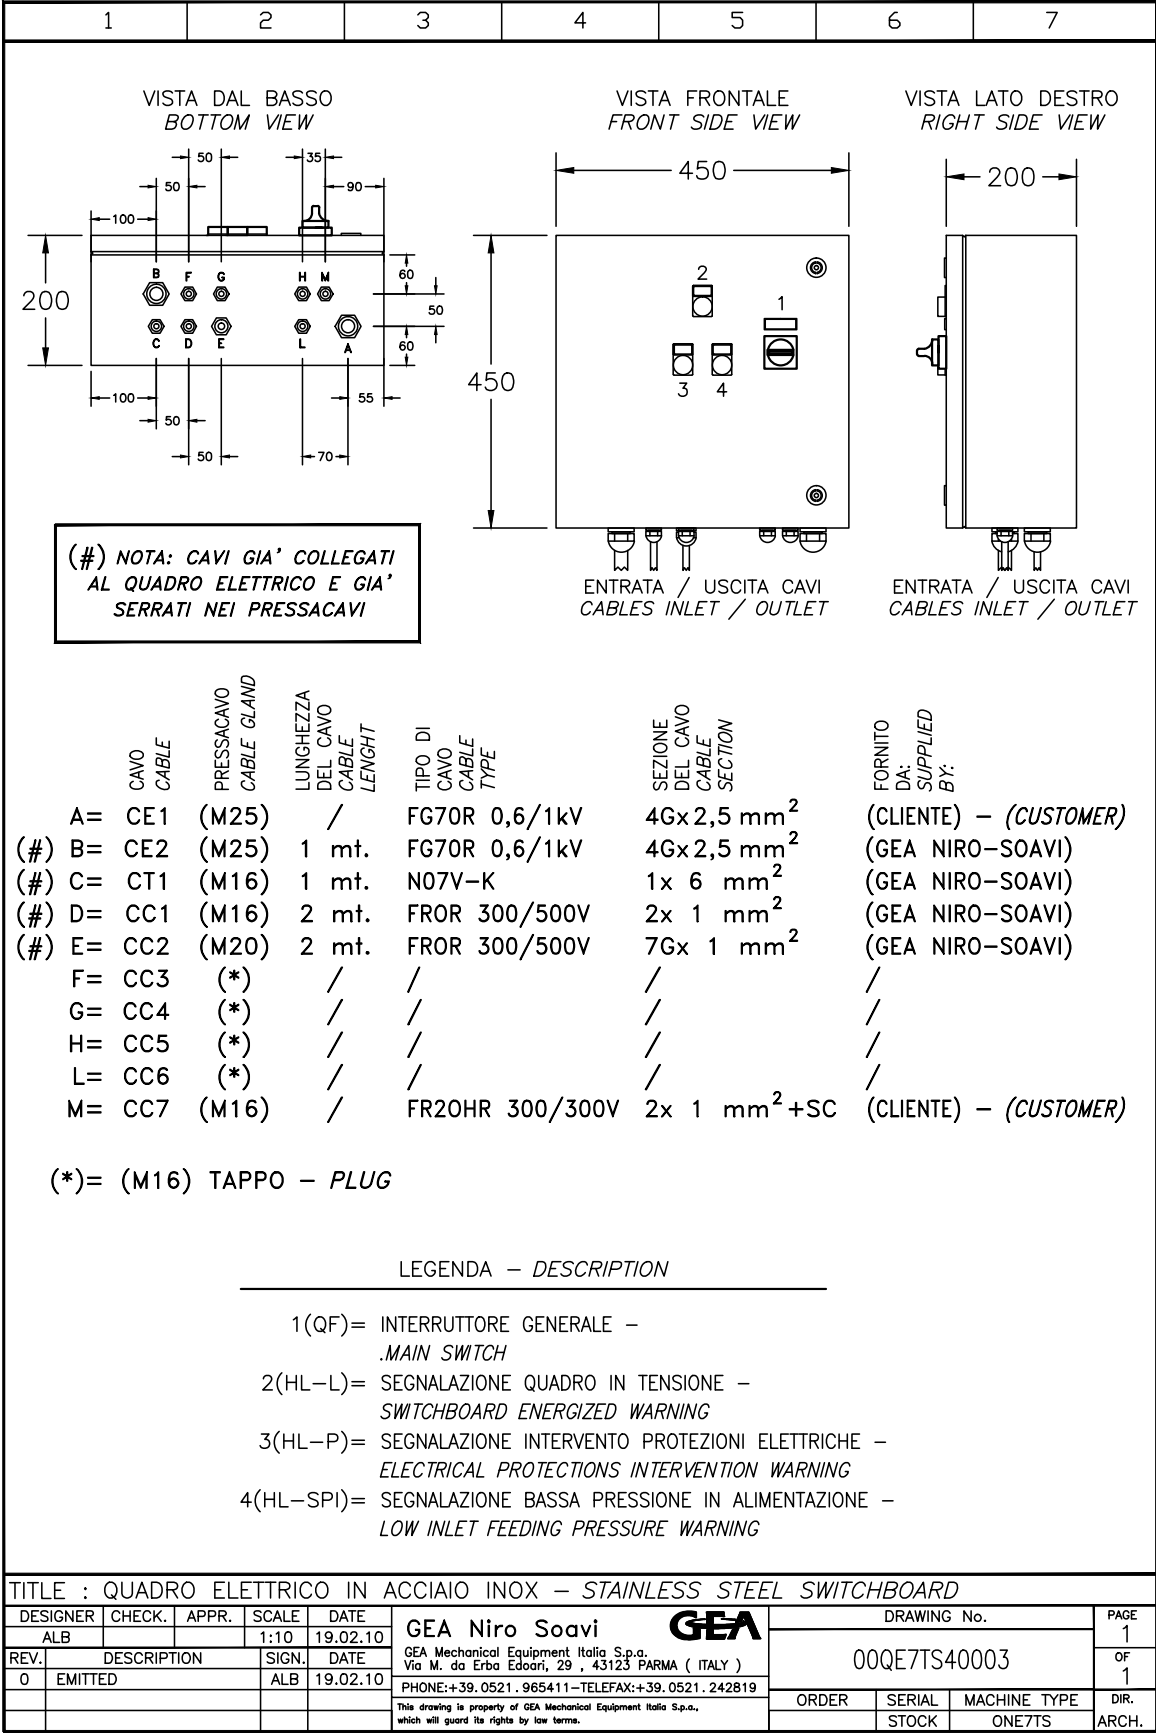 1 2 3 4 5 6 7
VISTA DAL BASSO
BOTTOM VIEW
VISTA FRONTALE
FRONT SIDE VIEW
VISTA LATO DESTRO
RIGHT SIDE VIEW
50 35
50 90
100
450
200
B F G H M
60
200
50
C D E L A
60
100 55
50
50 70
450
2
1
3 4
(#) NOTA: CAVI GIA' COLLEGATI
AL QUADRO ELETTRICO E GIA'
SERRATI NEI PRESSACAVI
ENTRATA / USCITA CAVI
CABLES INLET / OUTLET
ENTRATA / USCITA CAVI
CABLES INLET / OUTLET
CAVO
CABLE
PRESSACAVO
CABLE GLAND
LUNGHEZZA
DEL CAVO
CABLE
LENGHT
TIPO DI
CAVO
CABLE
TYPE
SEZIONE
DEL CAVO
CABLE
SECTION
FORNITO
DA:
SUPPLIED
BY:
A= CE1 (M25) / FG7OR 0,6/1kV 4Gx2,5 mm² (CLIENTE) – (CUSTOMER)
(#) B= CE2 (M25) 1 mt. FG7OR 0,6/1kV 4Gx2,5 mm² (GEA NIRO–SOAVI)
(#) C= CT1 (M16) 1 mt. N07V–K 1x 6 mm² (GEA NIRO–SOAVI)
(#) D= CC1 (M16) 2 mt. FROR 300/500V 2x 1 mm² (GEA NIRO–SOAVI)
(#) E= CC2 (M20) 2 mt. FROR 300/500V 7Gx 1 mm² (GEA NIRO–SOAVI)
F= CC3 (*) / / / /
G= CC4 (*) / / / /
H= CC5 (*) / / / /
L= CC6 (*) / / / /
M= CC7 (M16) / FR2OHR 300/300V 2x 1 mm²+SC (CLIENTE) – (CUSTOMER)
(*)= (M16) TAPPO – PLUG
LEGENDA – DESCRIPTION
1(QF)= INTERRUTTORE GENERALE –
.MAIN SWITCH
2(HL–L)= SEGNALAZIONE QUADRO IN TENSIONE –
SWITCHBOARD ENERGIZED WARNING
3(HL–P)= SEGNALAZIONE INTERVENTO PROTEZIONI ELETTRICHE –
ELECTRICAL PROTECTIONS INTERVENTION WARNING
4(HL–SPI)= SEGNALAZIONE BASSA PRESSIONE IN ALIMENTAZIONE –
LOW INLET FEEDING PRESSURE WARNING
TITLE : QUADRO ELETTRICO IN ACCIAIO INOX – STAINLESS STEEL SWITCHBOARD
DESIGNER CHECK. APPR. SCALE DATE
ALB 1:10 19.02.10
REV. DESCRIPTION SIGN. DATE
0 EMITTED ALB 19.02.10
GEA Niro Soavi GEA
GEA Mechanical Equipment Italia S.p.a.
Via M. da Erba Edoari, 29 , 43123 PARMA ( ITALY )
PHONE:+39.0521.965411–TELEFAX:+39.0521.242819
This drawing is property of GEA Mechanical Equipment Italia S.p.a.,
which will guard its rights by law terms.
DRAWING No.
00QE7TS40003
PAGE
1
OF
1
ORDER SERIAL MACHINE TYPE DIR.
STOCK ONE7TS ARCH.